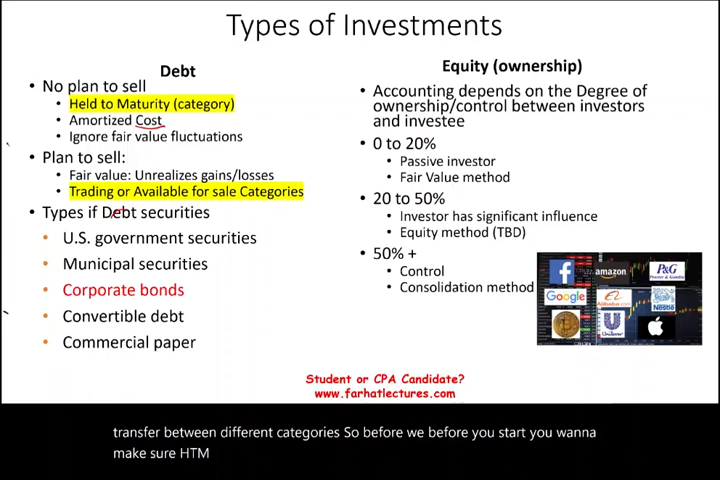 Types of Investments
Debt
• No plan to sell
• Held to Maturity (category)
• Amortized Cost
• Ignore fair value fluctuations
• Plan to sell:
• Fair value: Unrealizes gains/losses
• Trading or Available for sale Categories
• Types if Debt securities
• U.S. government securities
• Municipal securities
• Corporate bonds
• Convertible debt
• Commercial paper
Equity (ownership)
• Accounting depends on the Degree of
ownership/control between investors
and investee
• 0 to 20%
• Passive investor
• Fair Value method
• 20 to 50%
• Investor has significant influence
• Equity method (TBD)
• 50% +
• Control
• Consolidation method
amazon
P&G
Google
Alibaba.com
Nestle
Unilever
Student or CPA Candidate?
www.farhatlectures.com
transfer between different categories So before we before you start you wanna
make sure HTM